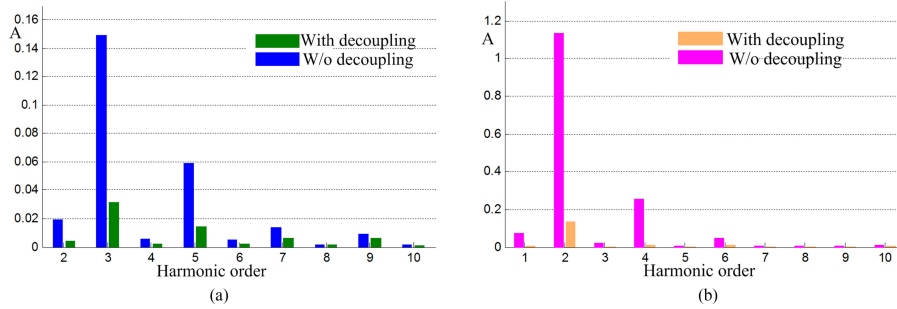 0.16
A
0.14
0.12
0.1
0.08
0.06
0.04
0.02
0
With decoupling
W/o decoupling
2 3 4 5 6 7 8 9 10
Harmonic order
(a)
1.2
A
1
0.8
0.6
0.4
0.2
0
With decoupling
W/o decoupling
1 2 3 4 5 6 7 8 9 10
Harmonic order
(b)